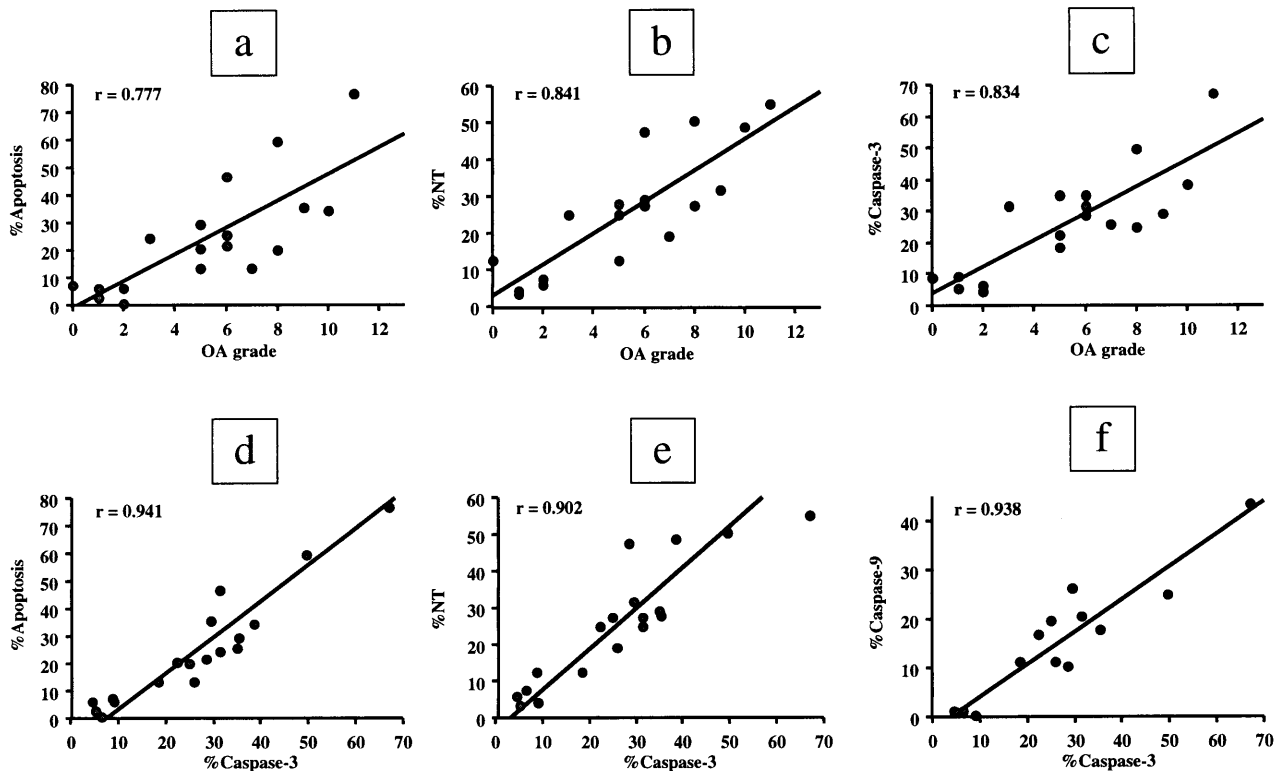 a
r = 0.777
%Apoptosis
80
70
60
50
40
30
20
10
0
0 2 4 6 8 10 12
OA grade
b
r = 0.841
%NT
60
50
40
30
20
10
0
0 2 4 6 8 10 12
OA grade
c
r = 0.834
%Caspase-3
70
60
50
40
30
20
10
0
0 2 4 6 8 10 12
OA grade
d
r = 0.941
%Apoptosis
80
70
60
50
40
30
20
10
0
0 10 20 30 40 50 60 70
%Caspase-3
e
r = 0.902
%NT
60
50
40
30
20
10
0
0 10 20 30 40 50 60 70
%Caspase-3
f
r = 0.938
%Caspase-9
40
30
20
10
0
0 10 20 30 40 50 60 70
%Caspase-3